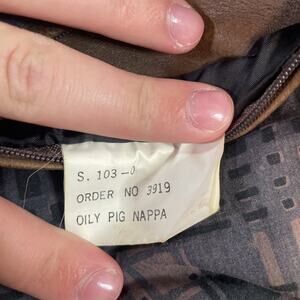 S. 103-0
ORDER NO 3919
OILY PIG NAPPA